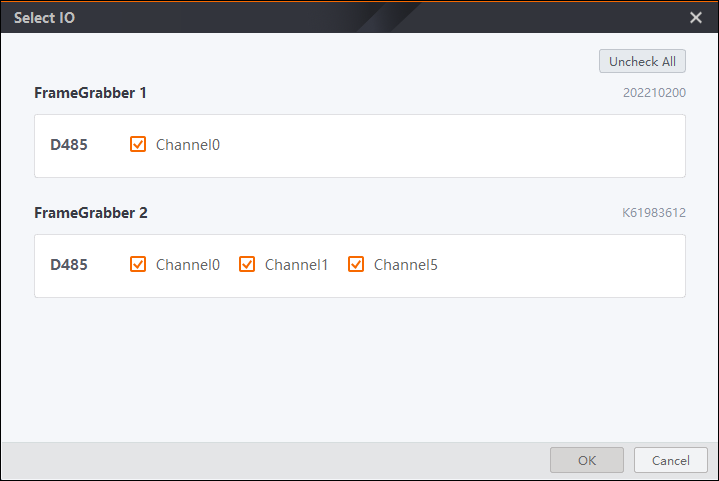 Select IO
Uncheck All
FrameGrabber 1 202210200
D485 Channel0
FrameGrabber 2 K61983612
D485 Channel0 Channel1 Channel5
OK Cancel